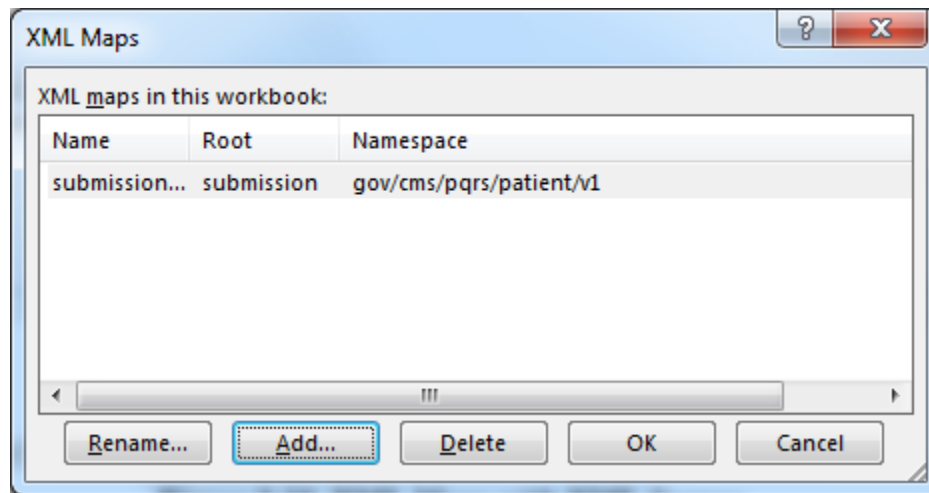 XML Maps
XML maps in this workbook:
Name Root Namespace
submission... submission gov/cms/pqrs/patient/v1
Rename... Add... Delete OK Cancel